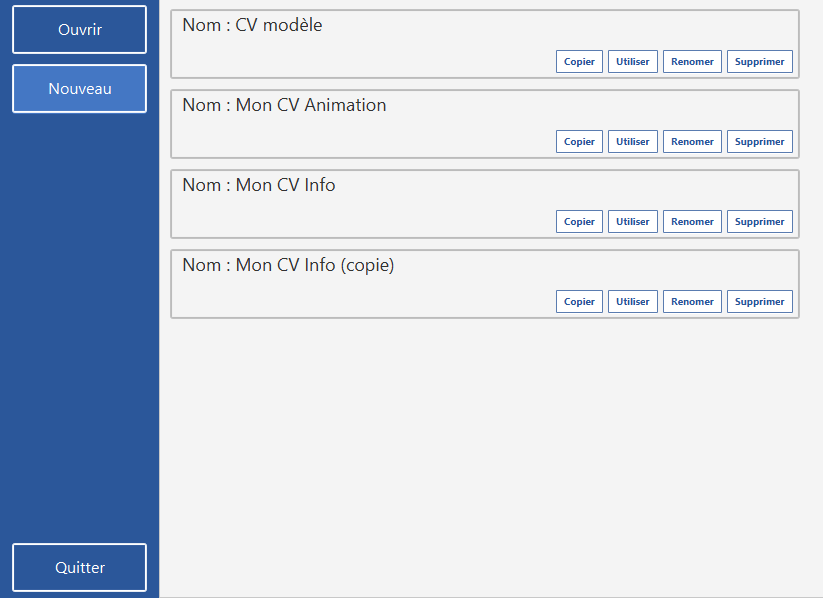 Ouvrir
Nouveau
Quitter
Nom : CV modèle
Copier Utiliser Renomer Supprimer
Nom : Mon CV Animation
Copier Utiliser Renomer Supprimer
Nom : Mon CV Info
Copier Utiliser Renomer Supprimer
Nom : Mon CV Info (copie)
Copier Utiliser Renomer Supprimer